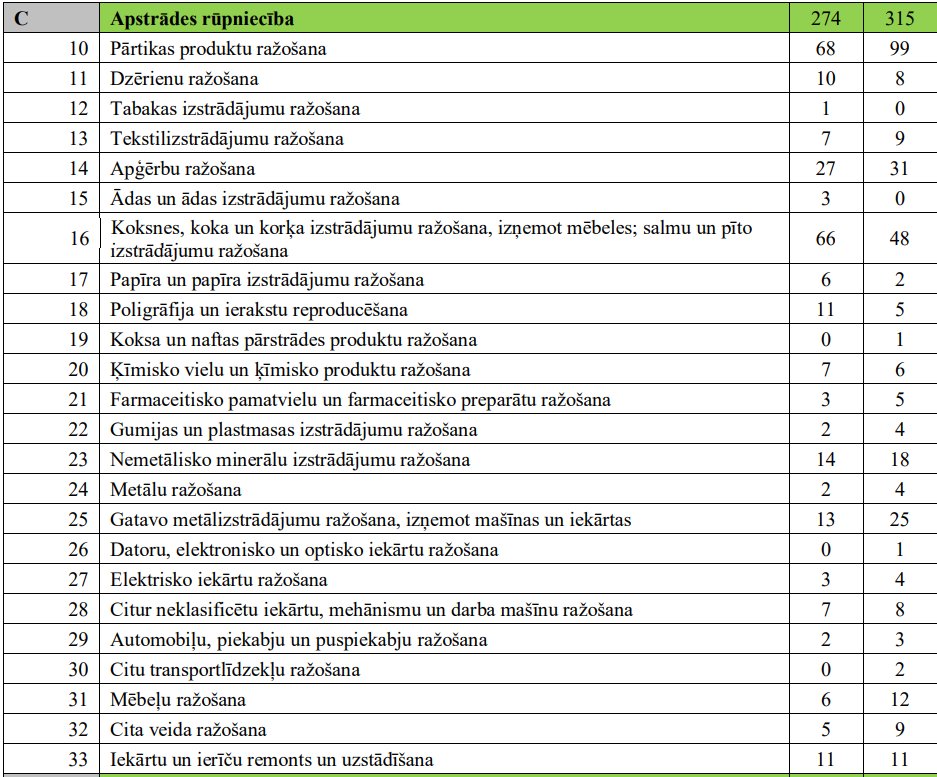 C Apstrādes rūpniecība 274 315
10 Pārtikas produktu ražošana 68 99
11 Dzērienu ražošana 10 8
12 Tabakas izstrādājumu ražošana 1 0
13 Tekstilizstrādājumu ražošana 7 9
14 Apģērbu ražošana 27 31
15 Ādas un ādas izstrādājumu ražošana 3 0
16 Koksnes, koka un korķa izstrādājumu ražošana, izņemot mēbeles; salmu un pīto
izstrādājumu ražošana 66 48
17 Papīra un papīra izstrādājumu ražošana 6 2
18 Poligrāfija un ierakstu reproducēšana 11 5
19 Koksa un naftas pārstrādes produktu ražošana 0 1
20 Ķīmisko vielu un ķīmisko produktu ražošana 7 6
21 Farmaceitisko pamatvielu un farmaceitisko preparātu ražošana 3 5
22 Gumijas un plastmasas izstrādājumu ražošana 2 4
23 Nemetālisko minerālu izstrādājumu ražošana 14 18
24 Metālu ražošana 2 4
25 Gatavo metālizstrādājumu ražošana, izņemot mašīnas un iekārtas 13 25
26 Datoru, elektronisko un optisko iekārtu ražošana 0 1
27 Elektrisko iekārtu ražošana 3 4
28 Citur neklasificētu iekārtu, mehānismu un darba mašīnu ražošana 7 8
29 Automobiļu, piekabju un puspiekabju ražošana 2 3
30 Citu transportlīdzekļu ražošana 0 2
31 Mēbeļu ražošana 6 12
32 Cita veida ražošana 5 9
33 Iekārtu un ierīču remonts un uzstādīšana 11 11